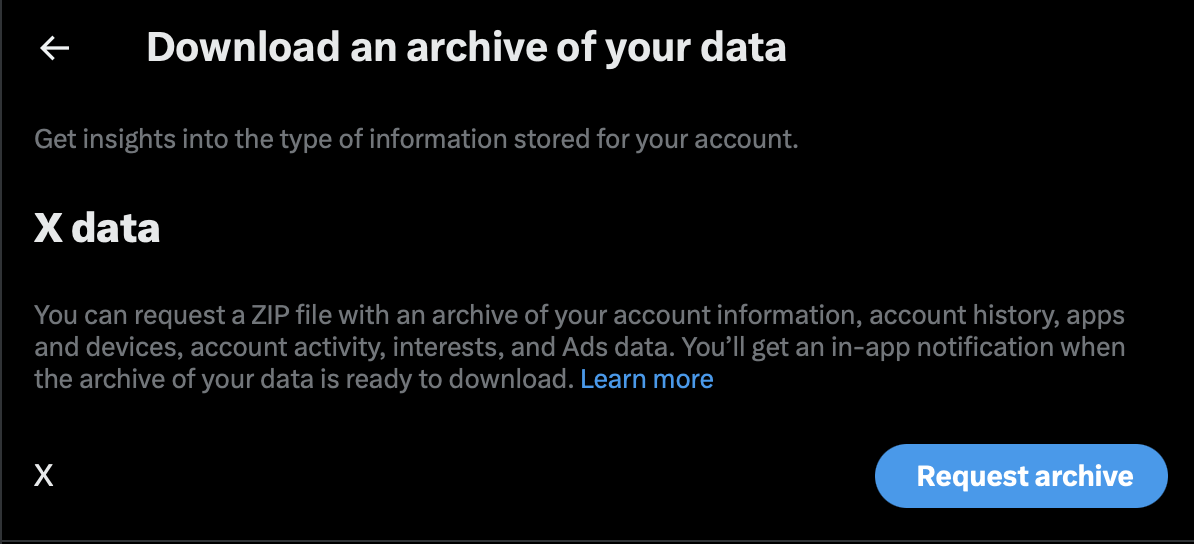 Download an archive of your data
Get insights into the type of information stored for your account.
X data
You can request a ZIP file with an archive of your account information, account history, apps
and devices, account activity, interests, and Ads data. You’ll get an in-app notification when
the archive of your data is ready to download. Learn more
X
Request archive